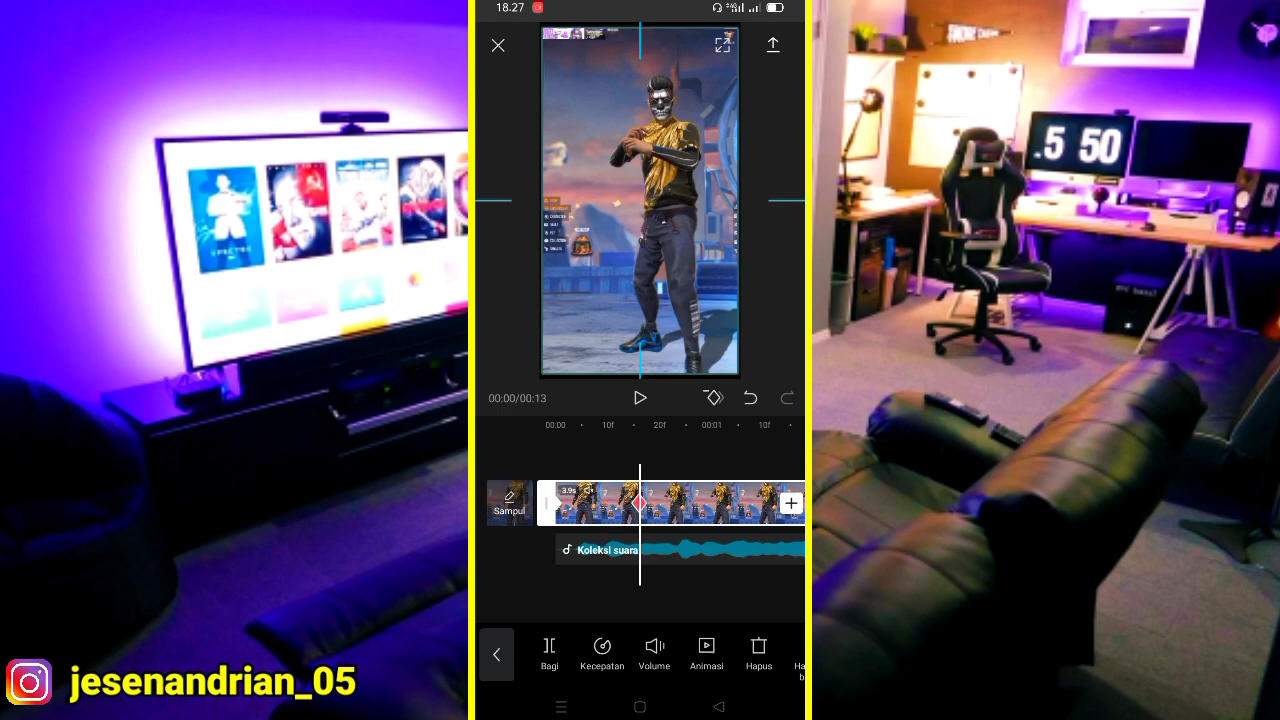 18.27
00:00/00:13
00:00
10f
20f
00:01
10f
3.9s
Sampul
Koleksi suara
Bagi
Kecepatan
Volume
Animasi
Hapus
5 50
jesenandrian_05